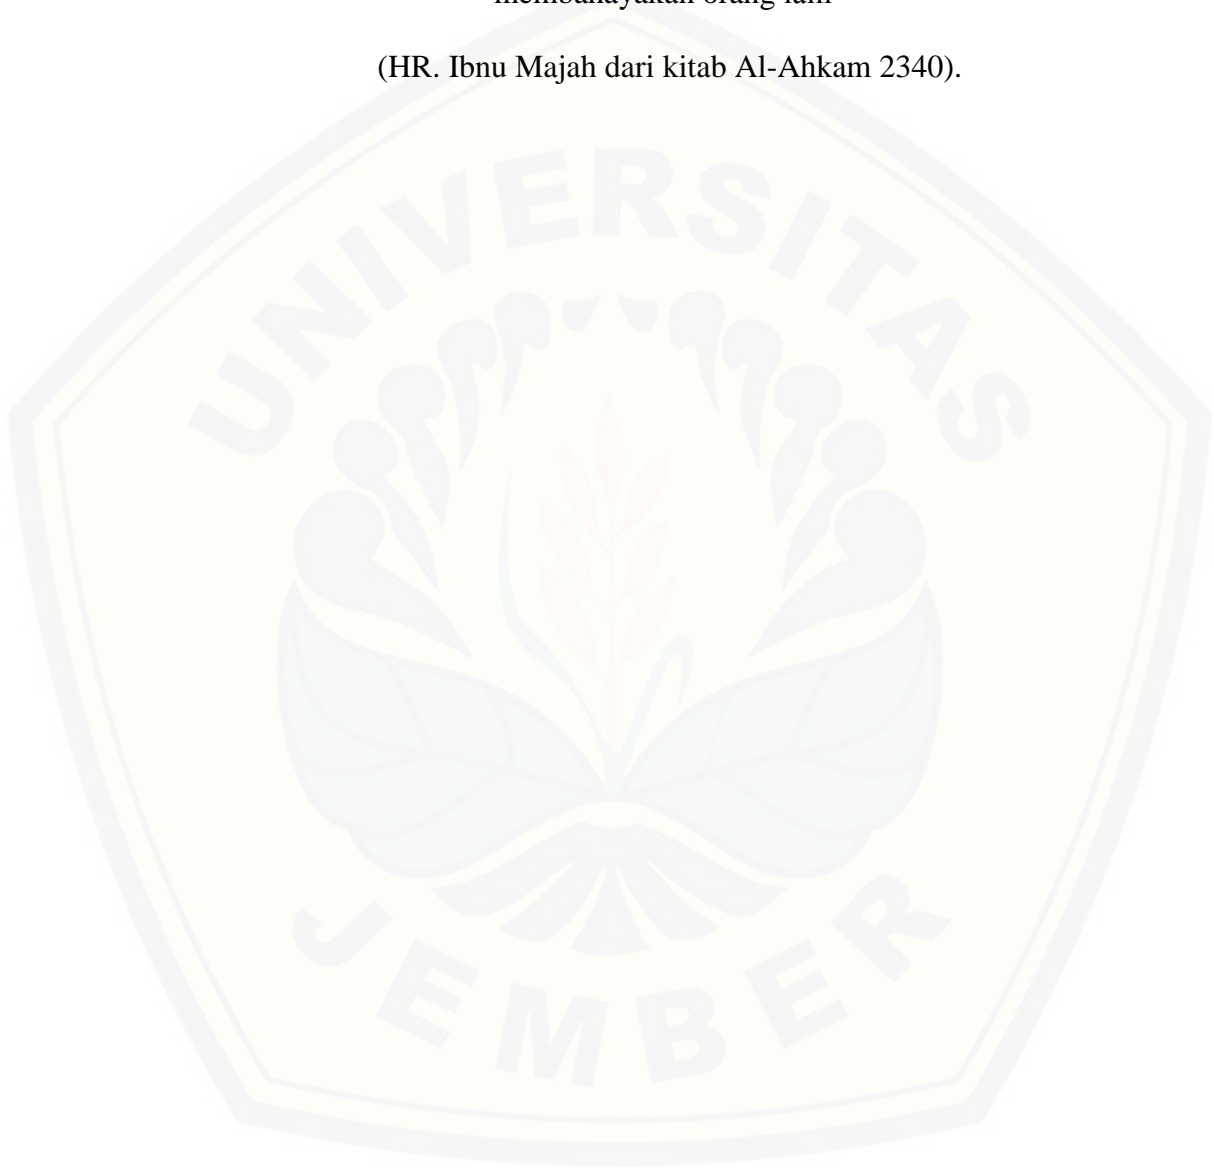 membahayakan orang lain
(HR. Ibnu Majah dari kitab Al-Ahkam 2340).
UNIVERSITAS
JEMBER